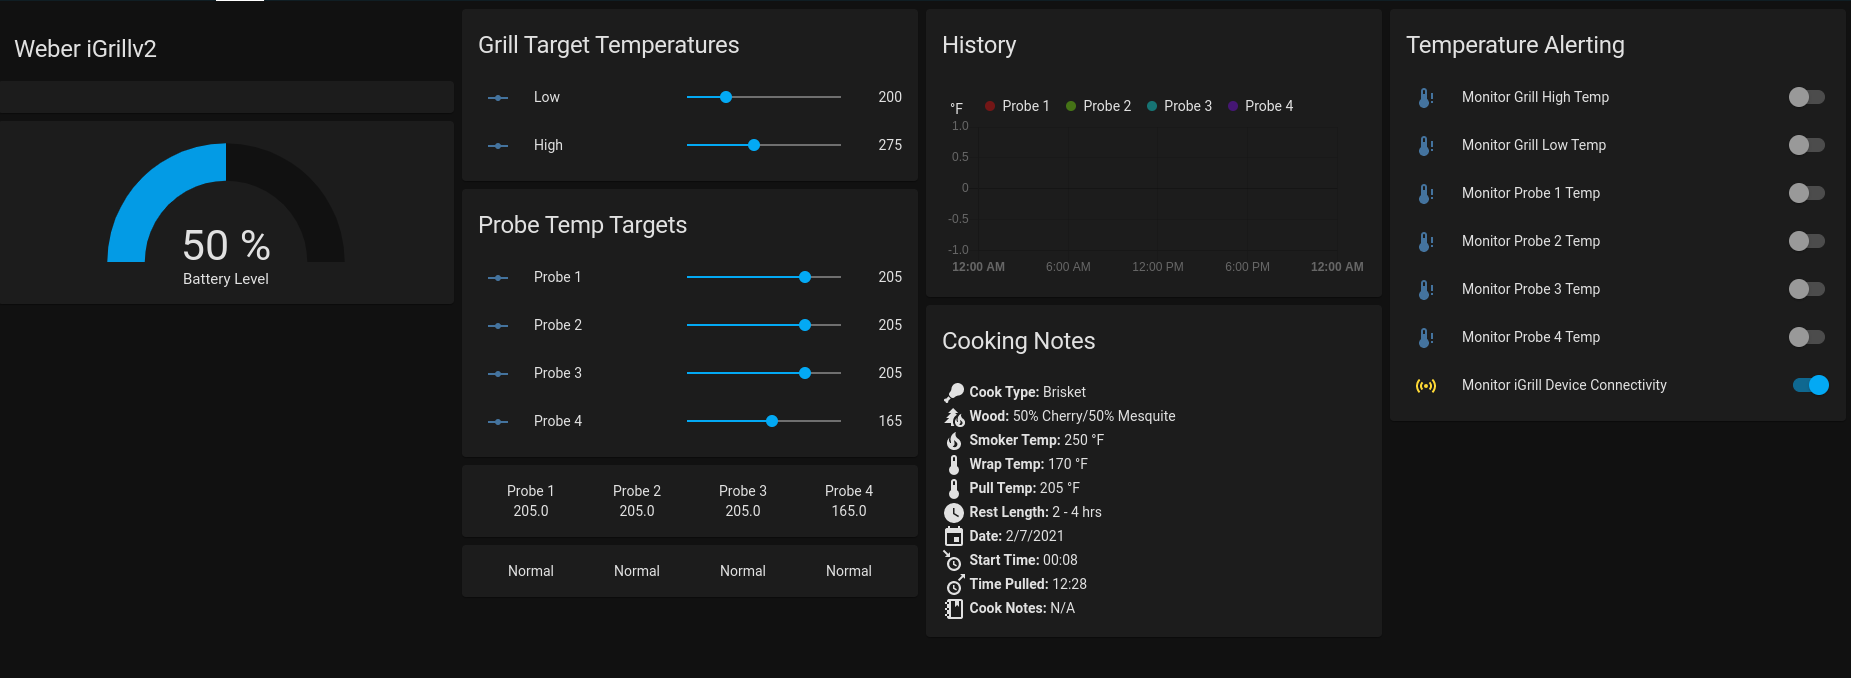 Weber iGrillv2
50 %
Battery Level
Grill Target Temperatures
Low 200
High 275
Probe Temp Targets
Probe 1 205
Probe 2 205
Probe 3 205
Probe 4 165
Probe 1 Probe 2 Probe 3 Probe 4
205.0 205.0 205.0 165.0
Normal Normal Normal Normal
History
°F Probe 1 Probe 2 Probe 3 Probe 4
1.0
0.5
0
-0.5
-1.0
12:00 AM 6:00 AM 12:00 PM 6:00 PM 12:00 AM
Cooking Notes
Cook Type: Brisket
Wood: 50% Cherry/50% Mesquite
Smoker Temp: 250 °F
Wrap Temp: 170 °F
Pull Temp: 205 °F
Rest Length: 2 - 4 hrs
Date: 2/7/2021
Start Time: 00:08
Time Pulled: 12:28
Cook Notes: N/A
Temperature Alerting
Monitor Grill High Temp
Monitor Grill Low Temp
Monitor Probe 1 Temp
Monitor Probe 2 Temp
Monitor Probe 3 Temp
Monitor Probe 4 Temp
Monitor iGrill Device Connectivity